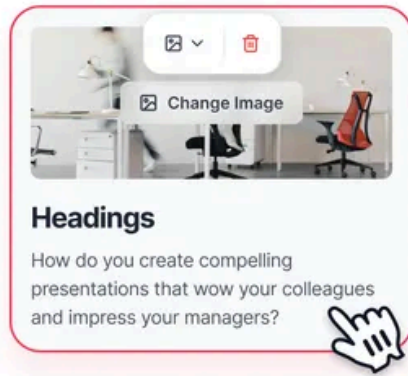 Change Image
Headings
How do you create compelling
presentations that wow your colleagues
and impress your managers?